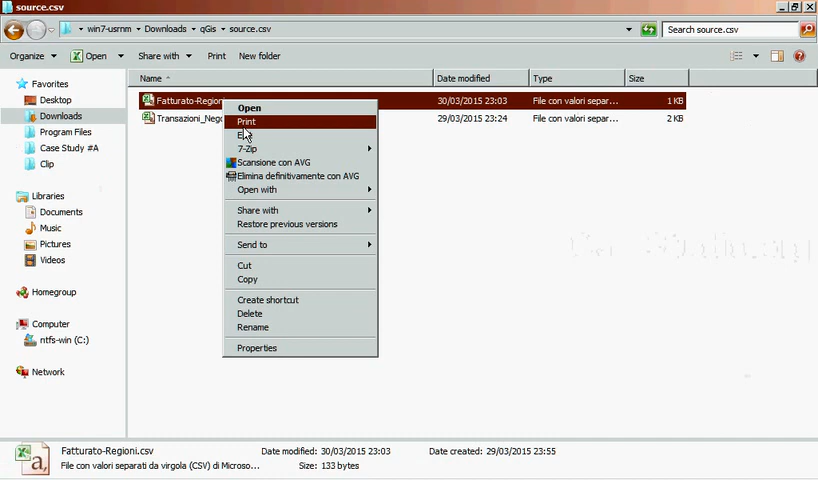 source.csv
win7-usrnm Downloads qGis source.csv Search source.csv
Organize Open Share with Print New folder
Name Date modified Type Size
Favorites
Desktop
Downloads
Program Files
Case Study #A
Clip
Libraries
Documents
Music
Pictures
Videos
Homegroup
Computer
ntfs-win (C:)
Network
Fatturato-Regioni 30/03/2015 23:03 File con valori separ... 1 KB
Transazioni_Nego 29/03/2015 23:24 File con valori separ... 2 KB
Open
Print
7-Zip
Scansione con AVG
Elimina definitivamente con AVG
Open with
Share with
Restore previous versions
Send to
Cut
Copy
Create shortcut
Delete
Rename
Properties
Fatturato-Regioni.csv Date modified: 30/03/2015 23:03 Date created: 29/03/2015 23:55
File con valori separati da virgola (CSV) di Microso... Size: 133 bytes